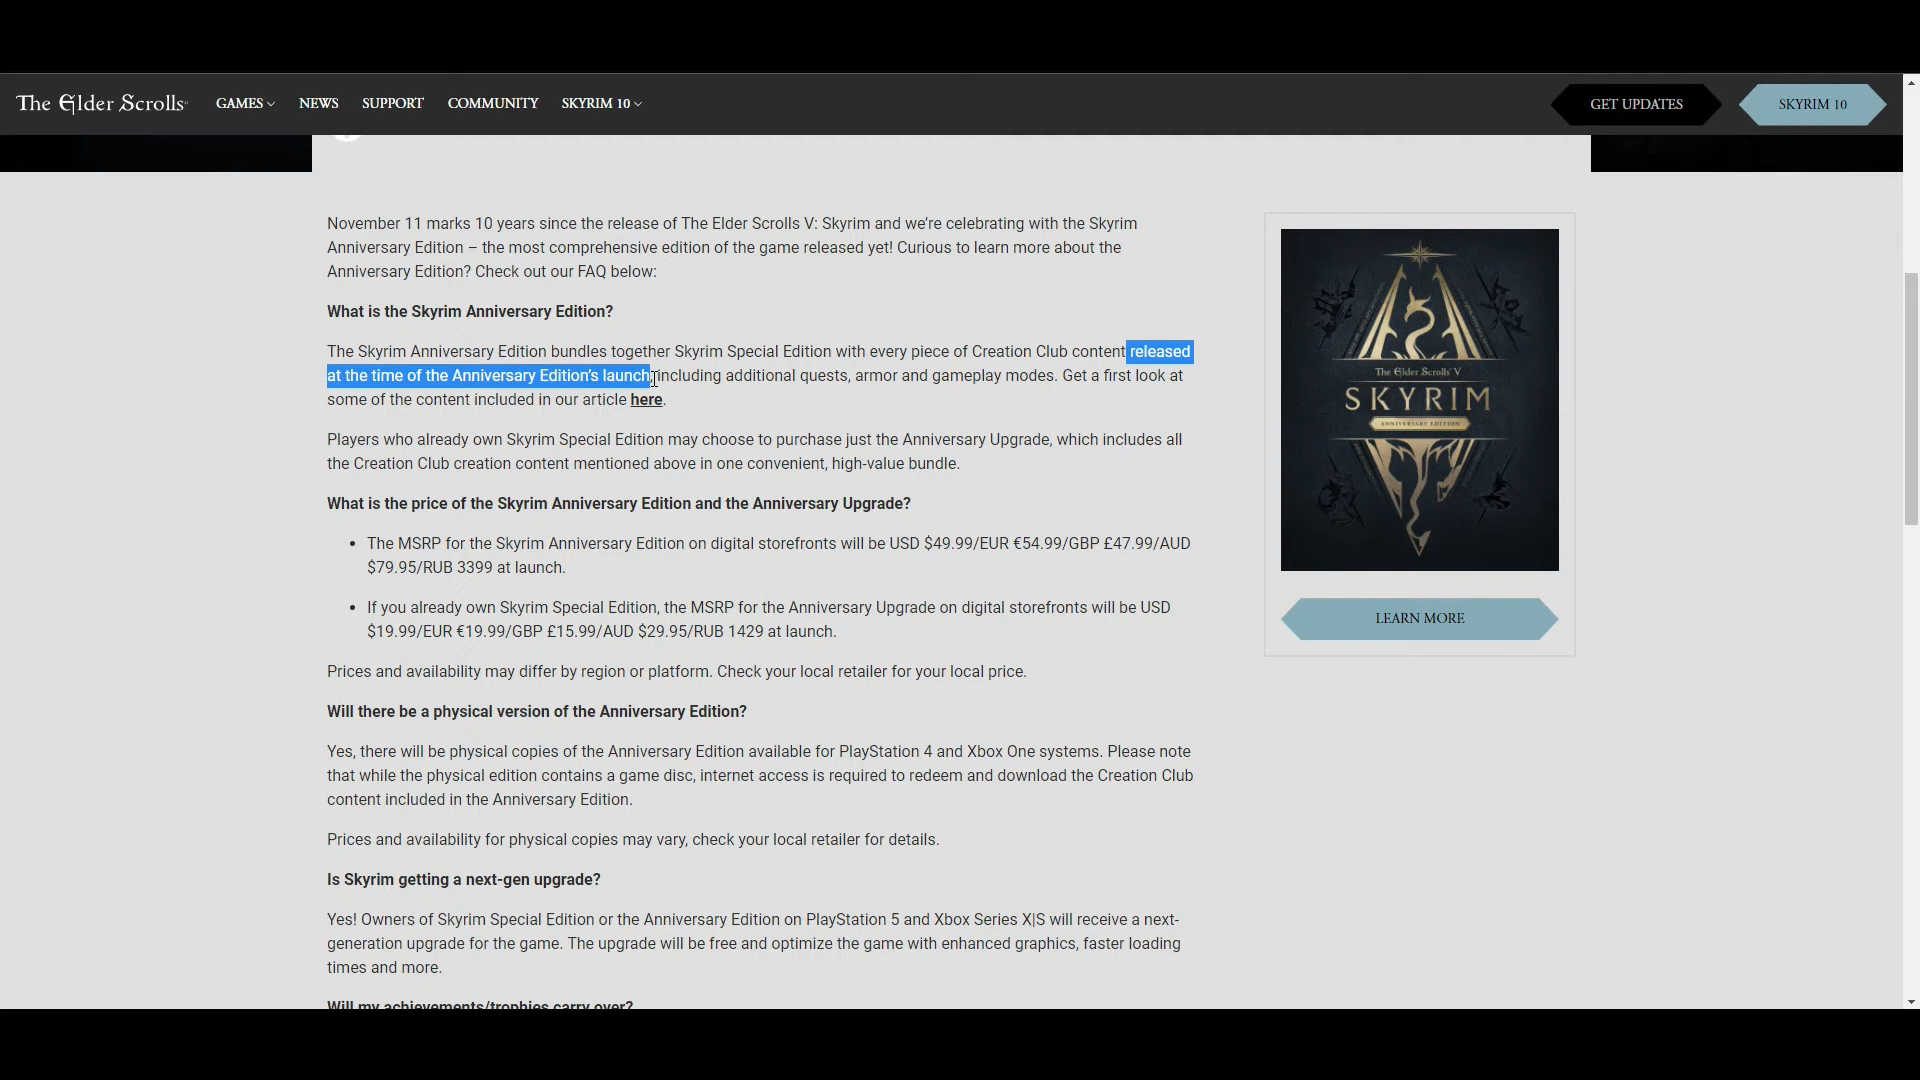 The Elder Scrolls
GAMES NEWS SUPPORT COMMUNITY SKYRIM 10
GET UPDATES
SKYRIM 10
November 11 marks 10 years since the release of The Elder Scrolls V: Skyrim and we’re celebrating with the Skyrim
Anniversary Edition – the most comprehensive edition of the game released yet! Curious to learn more about the
Anniversary Edition? Check out our FAQ below:
What is the Skyrim Anniversary Edition?
The Skyrim Anniversary Edition bundles together Skyrim Special Edition with every piece of Creation Club content released
at the time of the Anniversary Edition’s launch, including additional quests, armor and gameplay modes. Get a first look at
some of the content included in our article here.
Players who already own Skyrim Special Edition may choose to purchase just the Anniversary Upgrade, which includes all
the Creation Club creation content mentioned above in one convenient, high-value bundle.
What is the price of the Skyrim Anniversary Edition and the Anniversary Upgrade?
• The MSRP for the Skyrim Anniversary Edition on digital storefronts will be USD $49.99/EUR €54.99/GBP £47.99/AUD
$79.95/RUB 3399 at launch.
• If you already own Skyrim Special Edition, the MSRP for the Anniversary Upgrade on digital storefronts will be USD
$19.99/EUR €19.99/GBP £15.99/AUD $29.95/RUB 1429 at launch.
Prices and availability may differ by region or platform. Check your local retailer for your local price.
Will there be a physical version of the Anniversary Edition?
Yes, there will be physical copies of the Anniversary Edition available for PlayStation 4 and Xbox One systems. Please note
that while the physical edition contains a game disc, internet access is required to redeem and download the Creation Club
content included in the Anniversary Edition.
Prices and availability for physical copies may vary, check your local retailer for details.
Is Skyrim getting a next-gen upgrade?
Yes! Owners of Skyrim Special Edition or the Anniversary Edition on PlayStation 5 and Xbox Series X|S will receive a next-
generation upgrade for the game. The upgrade will be free and optimize the game with enhanced graphics, faster loading
times and more.
Will my achievements/trophies carry over?
The Elder Scrolls V
SKYRIM
ANNIVERSARY EDITION
LEARN MORE